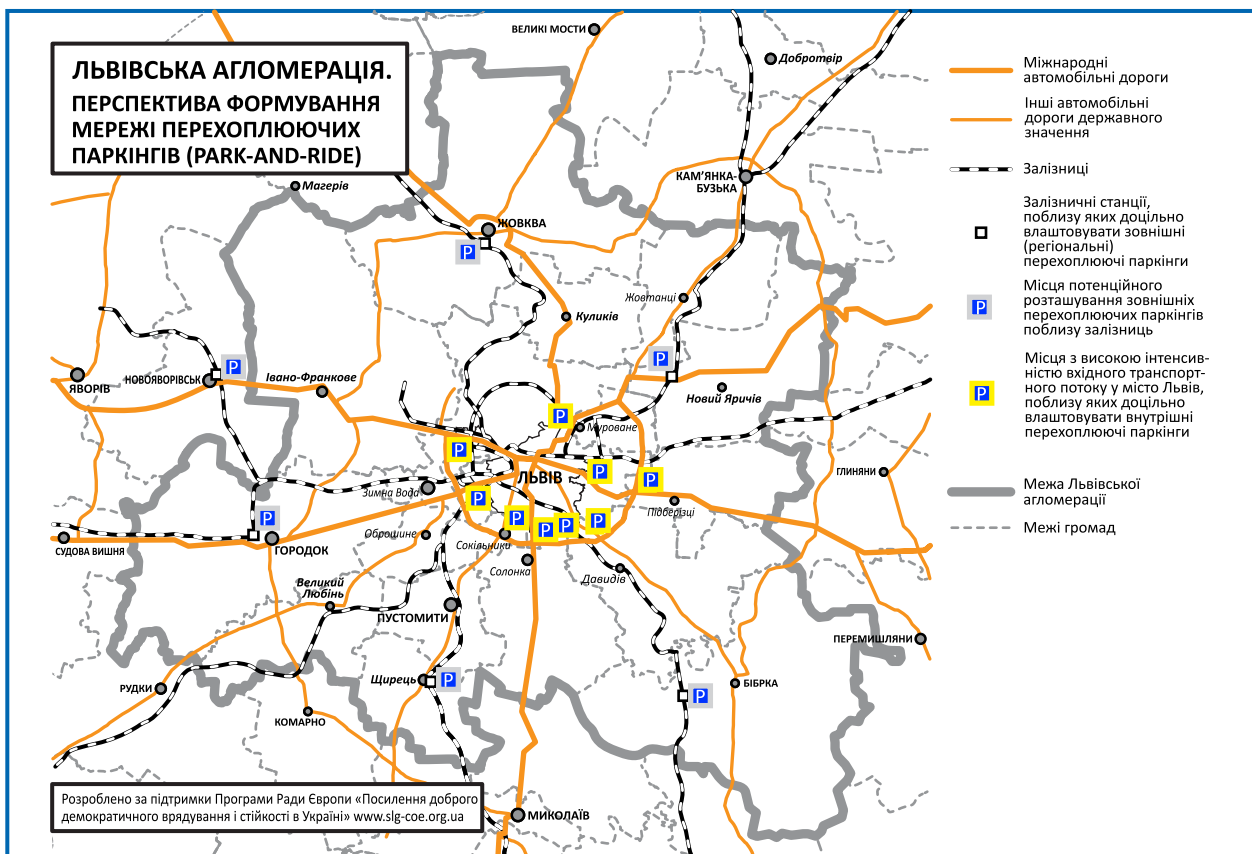 ЛЬВІВСЬКА АГЛОМЕРАЦІЯ.
ПЕРСПЕКТИВА ФОРМУВАННЯ
МЕРЕЖІ ПЕРЕХОПЛЮЮЧИХ
ПАРКІНГІВ (PARK-AND-RIDE)
ВЕЛИКІ МОСТИ
Добротвір
КАМ’ЯНКА-
БУЗЬКА
Магерів
ЖОВКВА
P
Жовтанці
Куликів
P
P
ЯВОРІВ
НОВОЯВОРІВСЬК
Івано-Франкове
Новий Яричів
P
Муроване
P
ЛЬВІВ
P
P
ГЛИНЯНИ
Зимна Вода
P
Підберізці
P
P
P
P
P
СУДОВА ВИШНЯ
ГОРОДОК
Оброшине
Сокільники
Солонка
Давидів
Великий
Любінь
ПУСТОМИТИ
ПЕРЕМИШЛЯНИ
РУДКИ
Щирець
P
P
БІБРКА
КОМАРНО
МИКОЛАЇВ
Розроблено за підтримки Програми Ради Європи «Посилення доброго
демократичного врядування і стійкості в Україні» www.slg-coe.org.ua
Міжнародні
автомобільні дороги
Інші автомобільні
дороги державного
значення
Залізниці
Залізничні станції,
поблизу яких доцільно
влаштовувати зовнішні
(регіональні)
перехоплюючі паркінги
P
Місця потенційного
розташування зовнішніх
перехоплюючих паркінгів
поблизу залізниць
P
Місця з високою інтенсив-
ністю вхідного транспорт-
ного потоку у місто Львів,
поблизу яких доцільно
влаштовувати внутрішні
перехоплюючі паркінги
Межа Львівської
агломерації
Межі громад